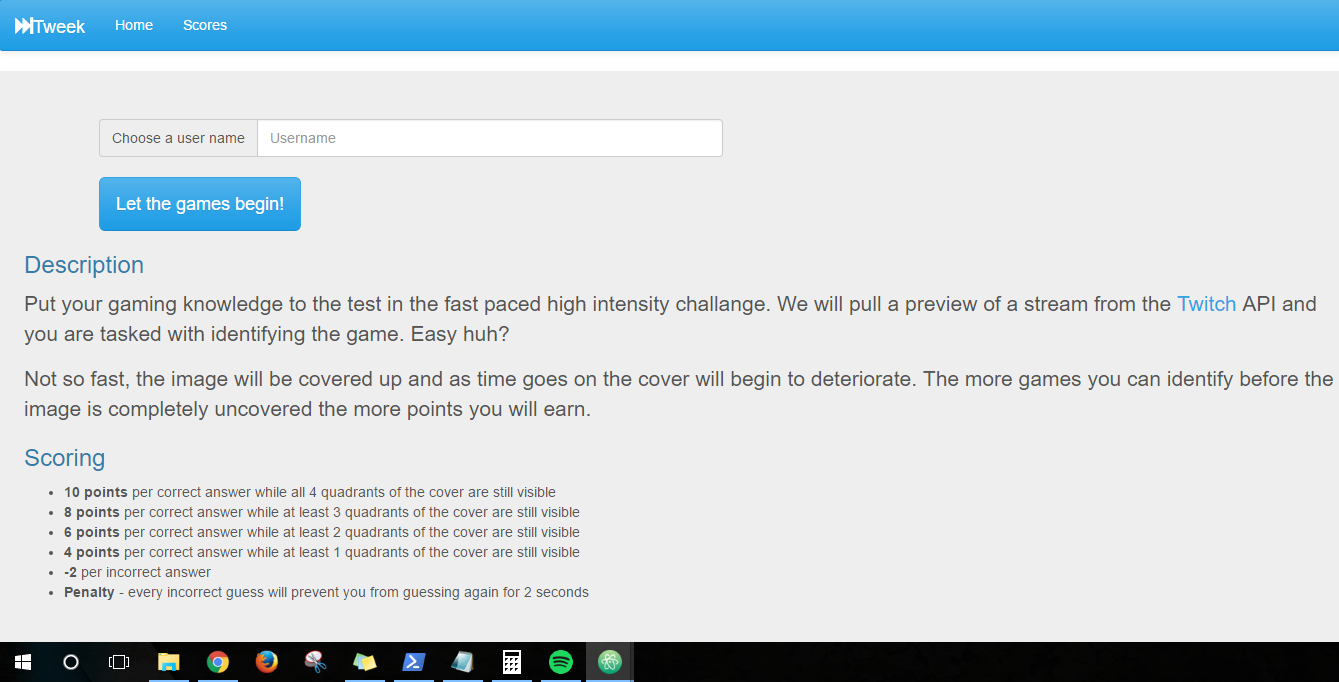 Tweek Home Scores
Choose a user name Username
Let the games begin!
Description
Put your gaming knowledge to the test in the fast paced high intensity challange. We will pull a preview of a stream from the Twitch API and
you are tasked with identifying the game. Easy huh?
Not so fast, the image will be covered up and as time goes on the cover will begin to deteriorate. The more games you can identify before the
image is completely uncovered the more points you will earn.
Scoring
• 10 points per correct answer while all 4 quadrants of the cover are still visible
• 8 points per correct answer while at least 3 quadrants of the cover are still visible
• 6 points per correct answer while at least 2 quadrants of the cover are still visible
• 4 points per correct answer while at least 1 quadrants of the cover are still visible
• -2 per incorrect answer
• Penalty - every incorrect guess will prevent you from guessing again for 2 seconds